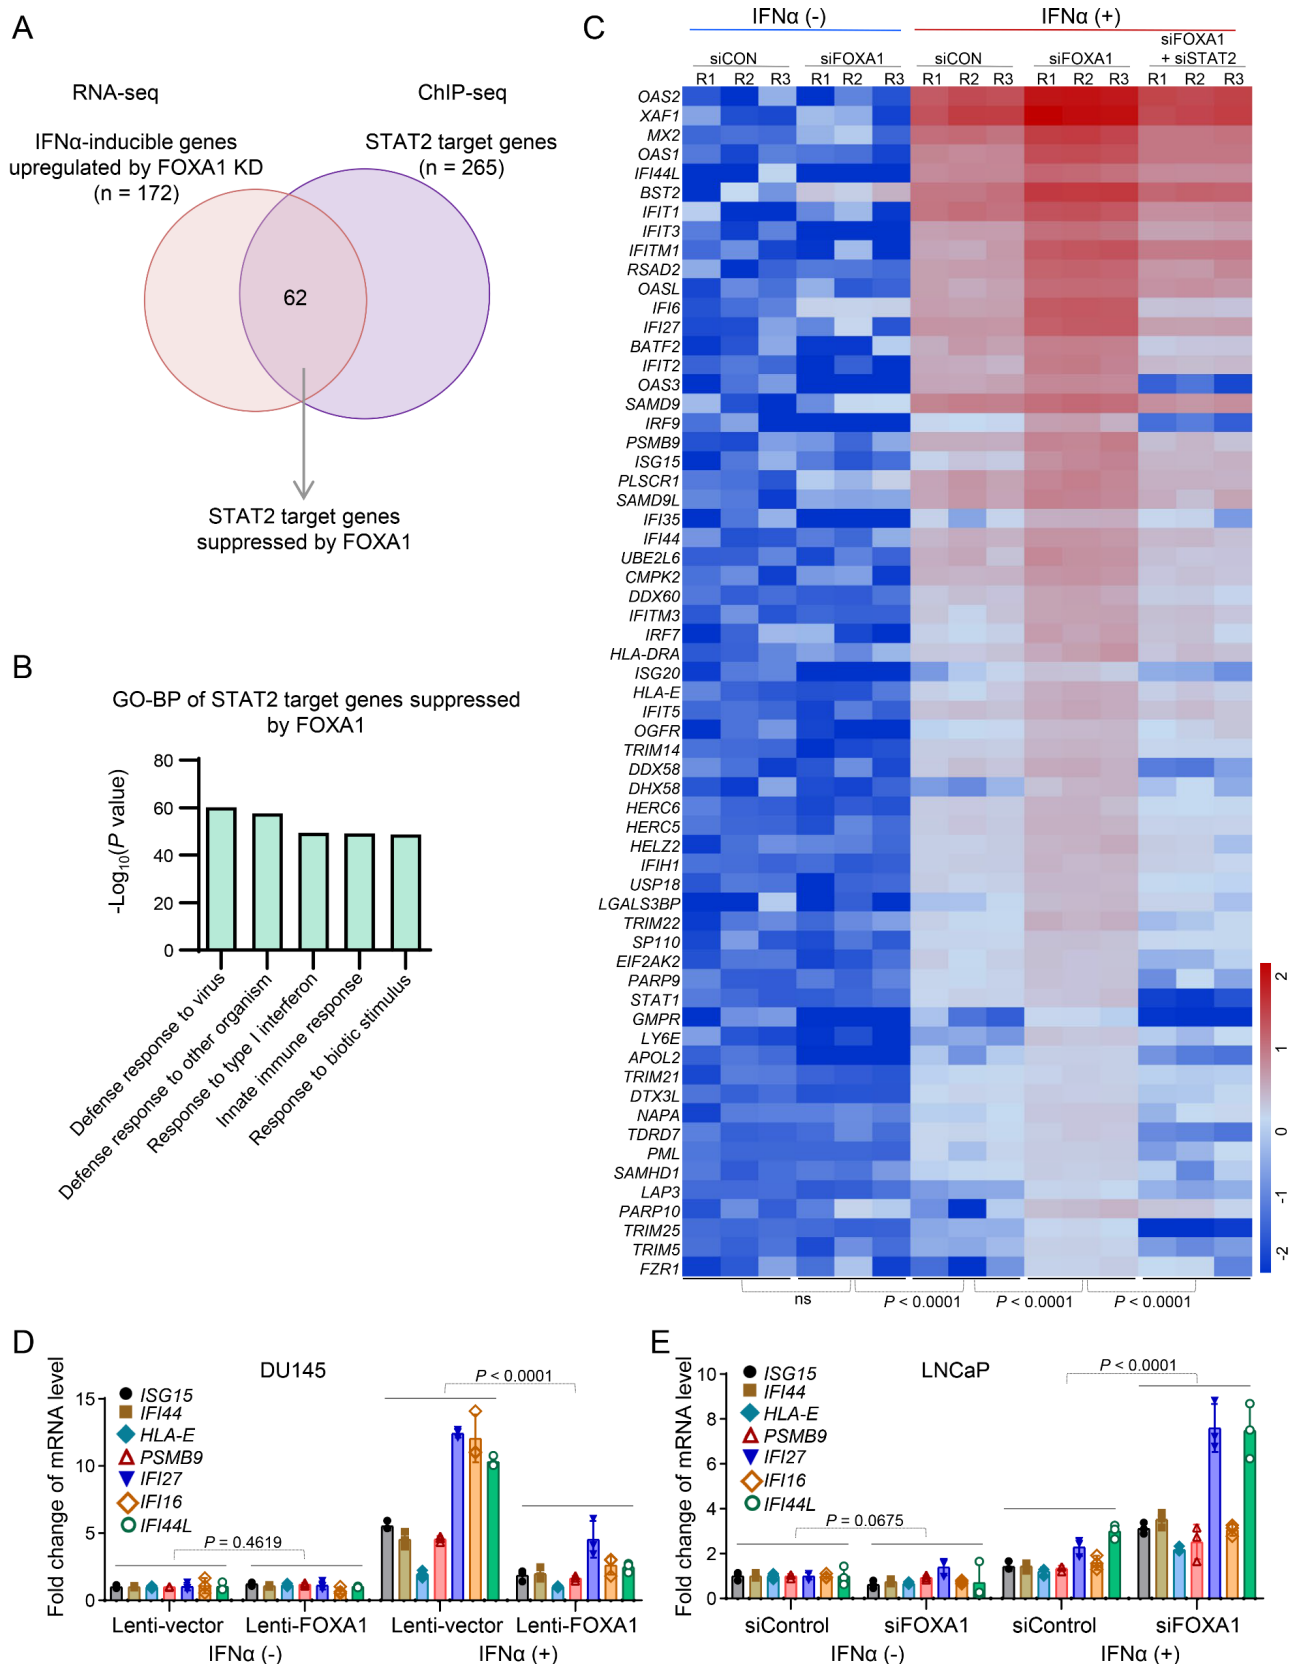 A
RNA-seq
ChIP-seq
IFNα-inducible genes
upregulated by FOXA1 KD
(n = 172)
STAT2 target genes
(n = 265)
62
STAT2 target genes
suppressed by FOXA1
B
GO-BP of STAT2 target genes suppressed
by FOXA1
-Log10(P value)
80
60
40
20
0
Defense response to virus
Defense response to other organism
Response to type I interferon
Innate immune response
Response to biotic stimulus
C
IFNα (-)
IFNα (+)
siCON
siFOXA1
siCON
siFOXA1
siFOXA1
+ siSTAT2
R1 R2 R3 R1 R2 R3 R1 R2 R3 R1 R2 R3 R1 R2 R3
OAS2
XAF1
MX2
OAS1
IFI44L
BST2
IFIT1
IFIT3
IFITM1
RSAD2
OASL
IFI6
IFI27
BATF2
IFIT2
OAS3
SAMD9
IRF9
PSMB9
ISG15
PLSCR1
SAMD9L
IFI35
IFI44
UBE2L6
CMPK2
DDX60
IFITM3
IRF7
HLA-DRA
ISG20
HLA-E
IFIT5
OGFR
TRIM14
DDX58
DHX58
HERC6
HERC5
HELZ2
IFIH1
USP18
LGALS3BP
TRIM22
SP110
EIF2AK2
PARP9
STAT1
GMPR
LY6E
APOL2
TRIM21
DTX3L
NAPA
TDRD7
PML
SAMHD1
LAP3
PARP10
TRIM25
TRIM5
FZR1
2
1
0
-1
-2
ns
P < 0.0001
P < 0.0001
P < 0.0001
D
DU145
Fold change of mRNA level
15
10
5
0
ISG15
IFI44
HLA-E
PSMB9
IFI27
IFI16
IFI44L
P = 0.4619
P < 0.0001
Lenti-vector Lenti-FOXA1 Lenti-vector Lenti-FOXA1
IFNα (-)
IFNα (+)
E
LNCaP
Fold change of mRNA level
10
8
6
4
2
0
ISG15
IFI44
HLA-E
PSMB9
IFI27
IFI16
IFI44L
P = 0.0675
P < 0.0001
siControl siFOXA1 siControl siFOXA1
IFNα (-)
IFNα (+)